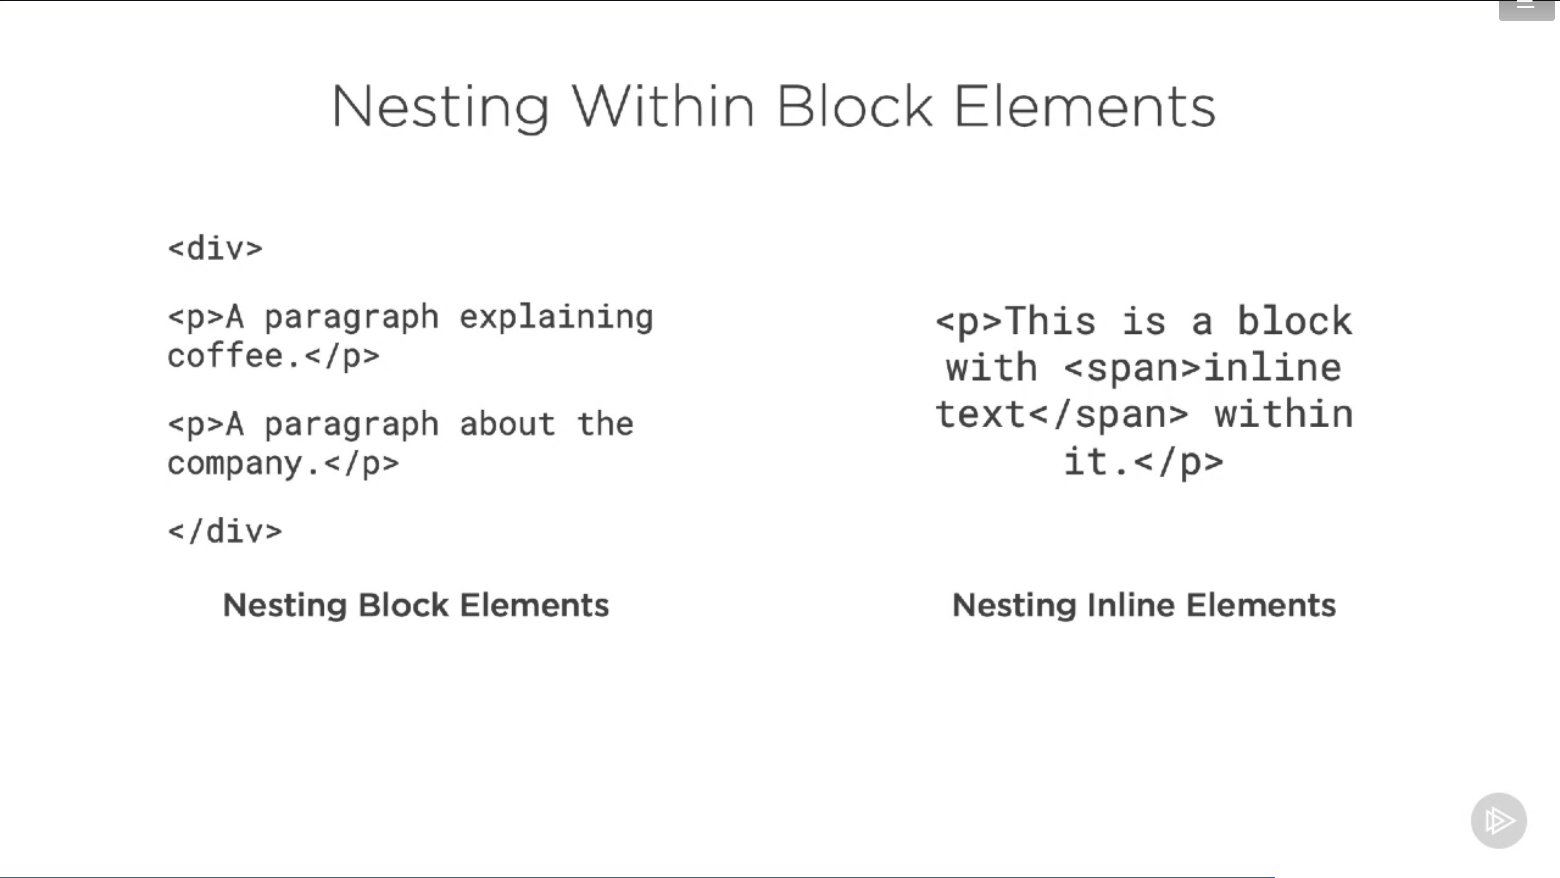 Nesting Within Block Elements
<div>
<p>A paragraph explaining
coffee.</p>
<p>A paragraph about the
company.</p>
</div>
Nesting Block Elements
<p>This is a block
with <span>inline
text</span> within
it.</p>
Nesting Inline Elements